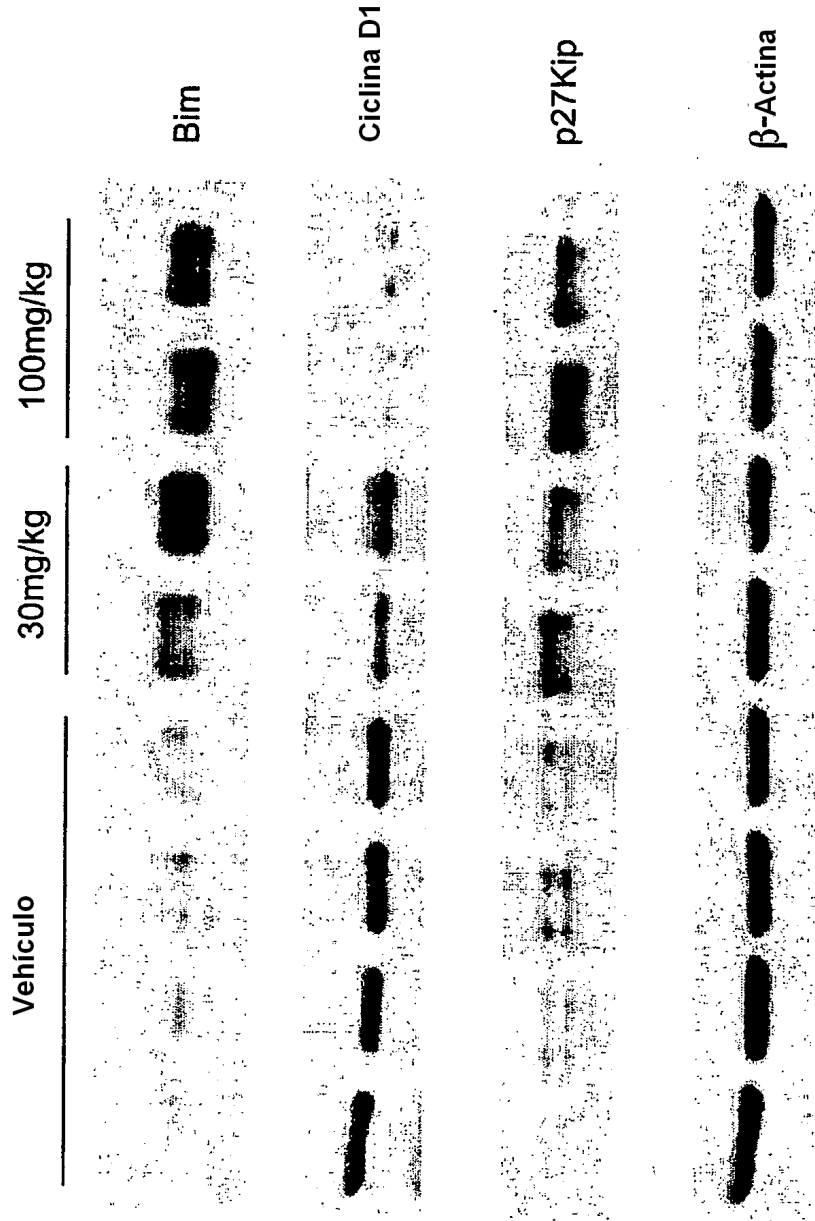 Vehículo
30mg/kg
100mg/kg
Bim
Ciclina D1
p27Kip
β-Actina